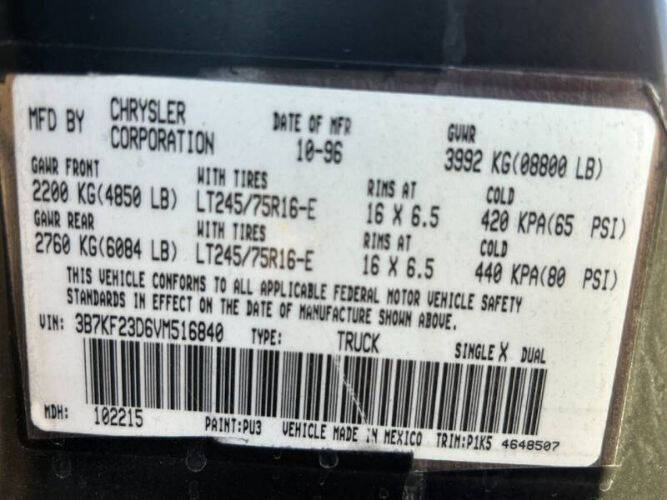 MFD BY CHRYSLER CORPORATION DATE OF MFR 10-96 GVWR 3992 KG(08800 LB)
GAWR FRONT WITH TIRES RIMS AT COLD
2200 KG(4850 LB) LT245/75R16-E 16 X 6.5 420 KPA(65 PSI)
GAWR REAR WITH TIRES RIMS AT COLD
2760 KG(6084 LB) LT245/75R16-E 16 X 6.5 440 KPA(80 PSI)
THIS VEHICLE CONFORMS TO ALL APPLICABLE FEDERAL MOTOR VEHICLE SAFETY
STANDARDS IN EFFECT ON THE DATE OF MANUFACTURE SHOWN ABOVE.
VIN: 3B7KF23D6VM516840 TYPE: TRUCK SINGLE X DUAL
MDH: 102215 PAINT:PU3 VEHICLE MADE IN MEXICO TRIM:P1K5 4648507